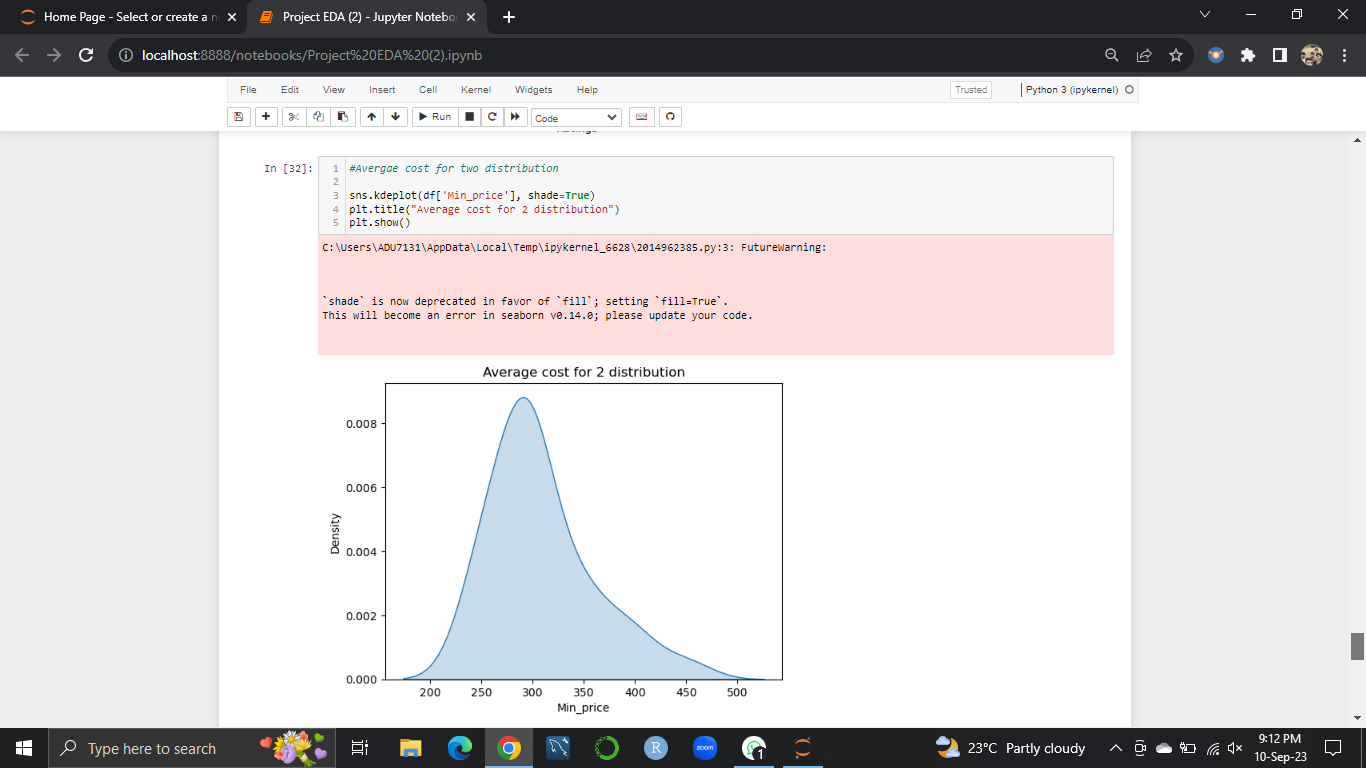 Home Page - Select or create a n
Project EDA (2) - Jupyter Notebo
localhost:8888/notebooks/Project%20EDA%20(2).ipynb
File Edit View Insert Cell Kernel Widgets Help
Trusted
Python 3 (ipykernel)
Run
Code
In [32]:
1 #Avergae cost for two distribution
2
3 sns.kdeplot(df['Min_price'], shade=True)
4 plt.title("Average cost for 2 distribution")
5 plt.show()
C:\Users\ADU7131\AppData\Local\Temp\ipykernel_6628\2014962385.py:3: FutureWarning:
`shade` is now deprecated in favor of `fill`; setting `fill=True`.
This will become an error in seaborn v0.14.0; please update your code.
Average cost for 2 distribution
0.008
0.006
0.004
0.002
0.000
Density
200 250 300 350 400 450 500
Min_price
Type here to search
R
zoom
1
23°C Partly cloudy
9:12 PM
10-Sep-23